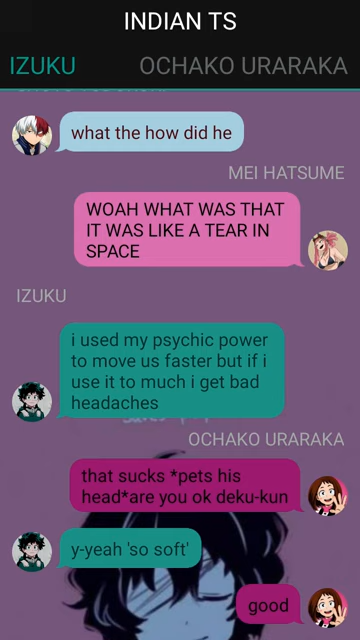 INDIAN TS
IZUKU OCHAKO URARAKA
what the how did he
MEI HATSUME
WOAH WHAT WAS THAT
IT WAS LIKE A TEAR IN
SPACE
IZUKU
i used my psychic power
to move us faster but if i
use it to much i get bad
headaches
OCHAKO URARAKA
that sucks *pets his
head*are you ok deku-kun
y-yeah 'so soft'
good